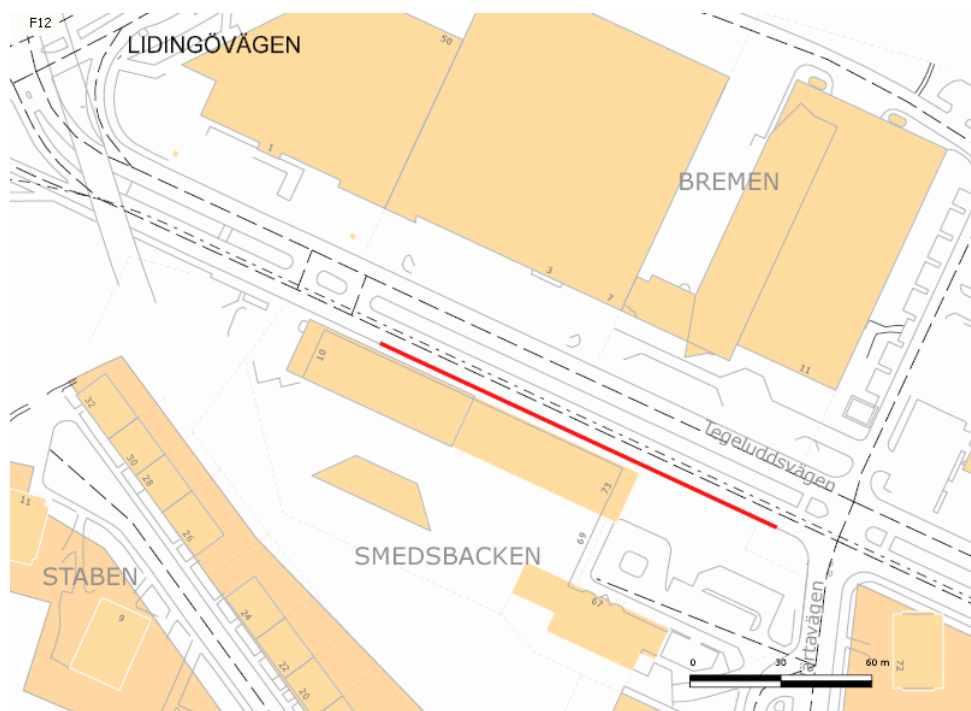 F12
LIDINGÖVÄGEN
50
1
BREMEN
3
7
11
10
32
30
28
26
Tegeluddsvägen
73
69
SMEDSBACKEN
11
STABEN
9
24
22
20
67
72
0 30 60 m